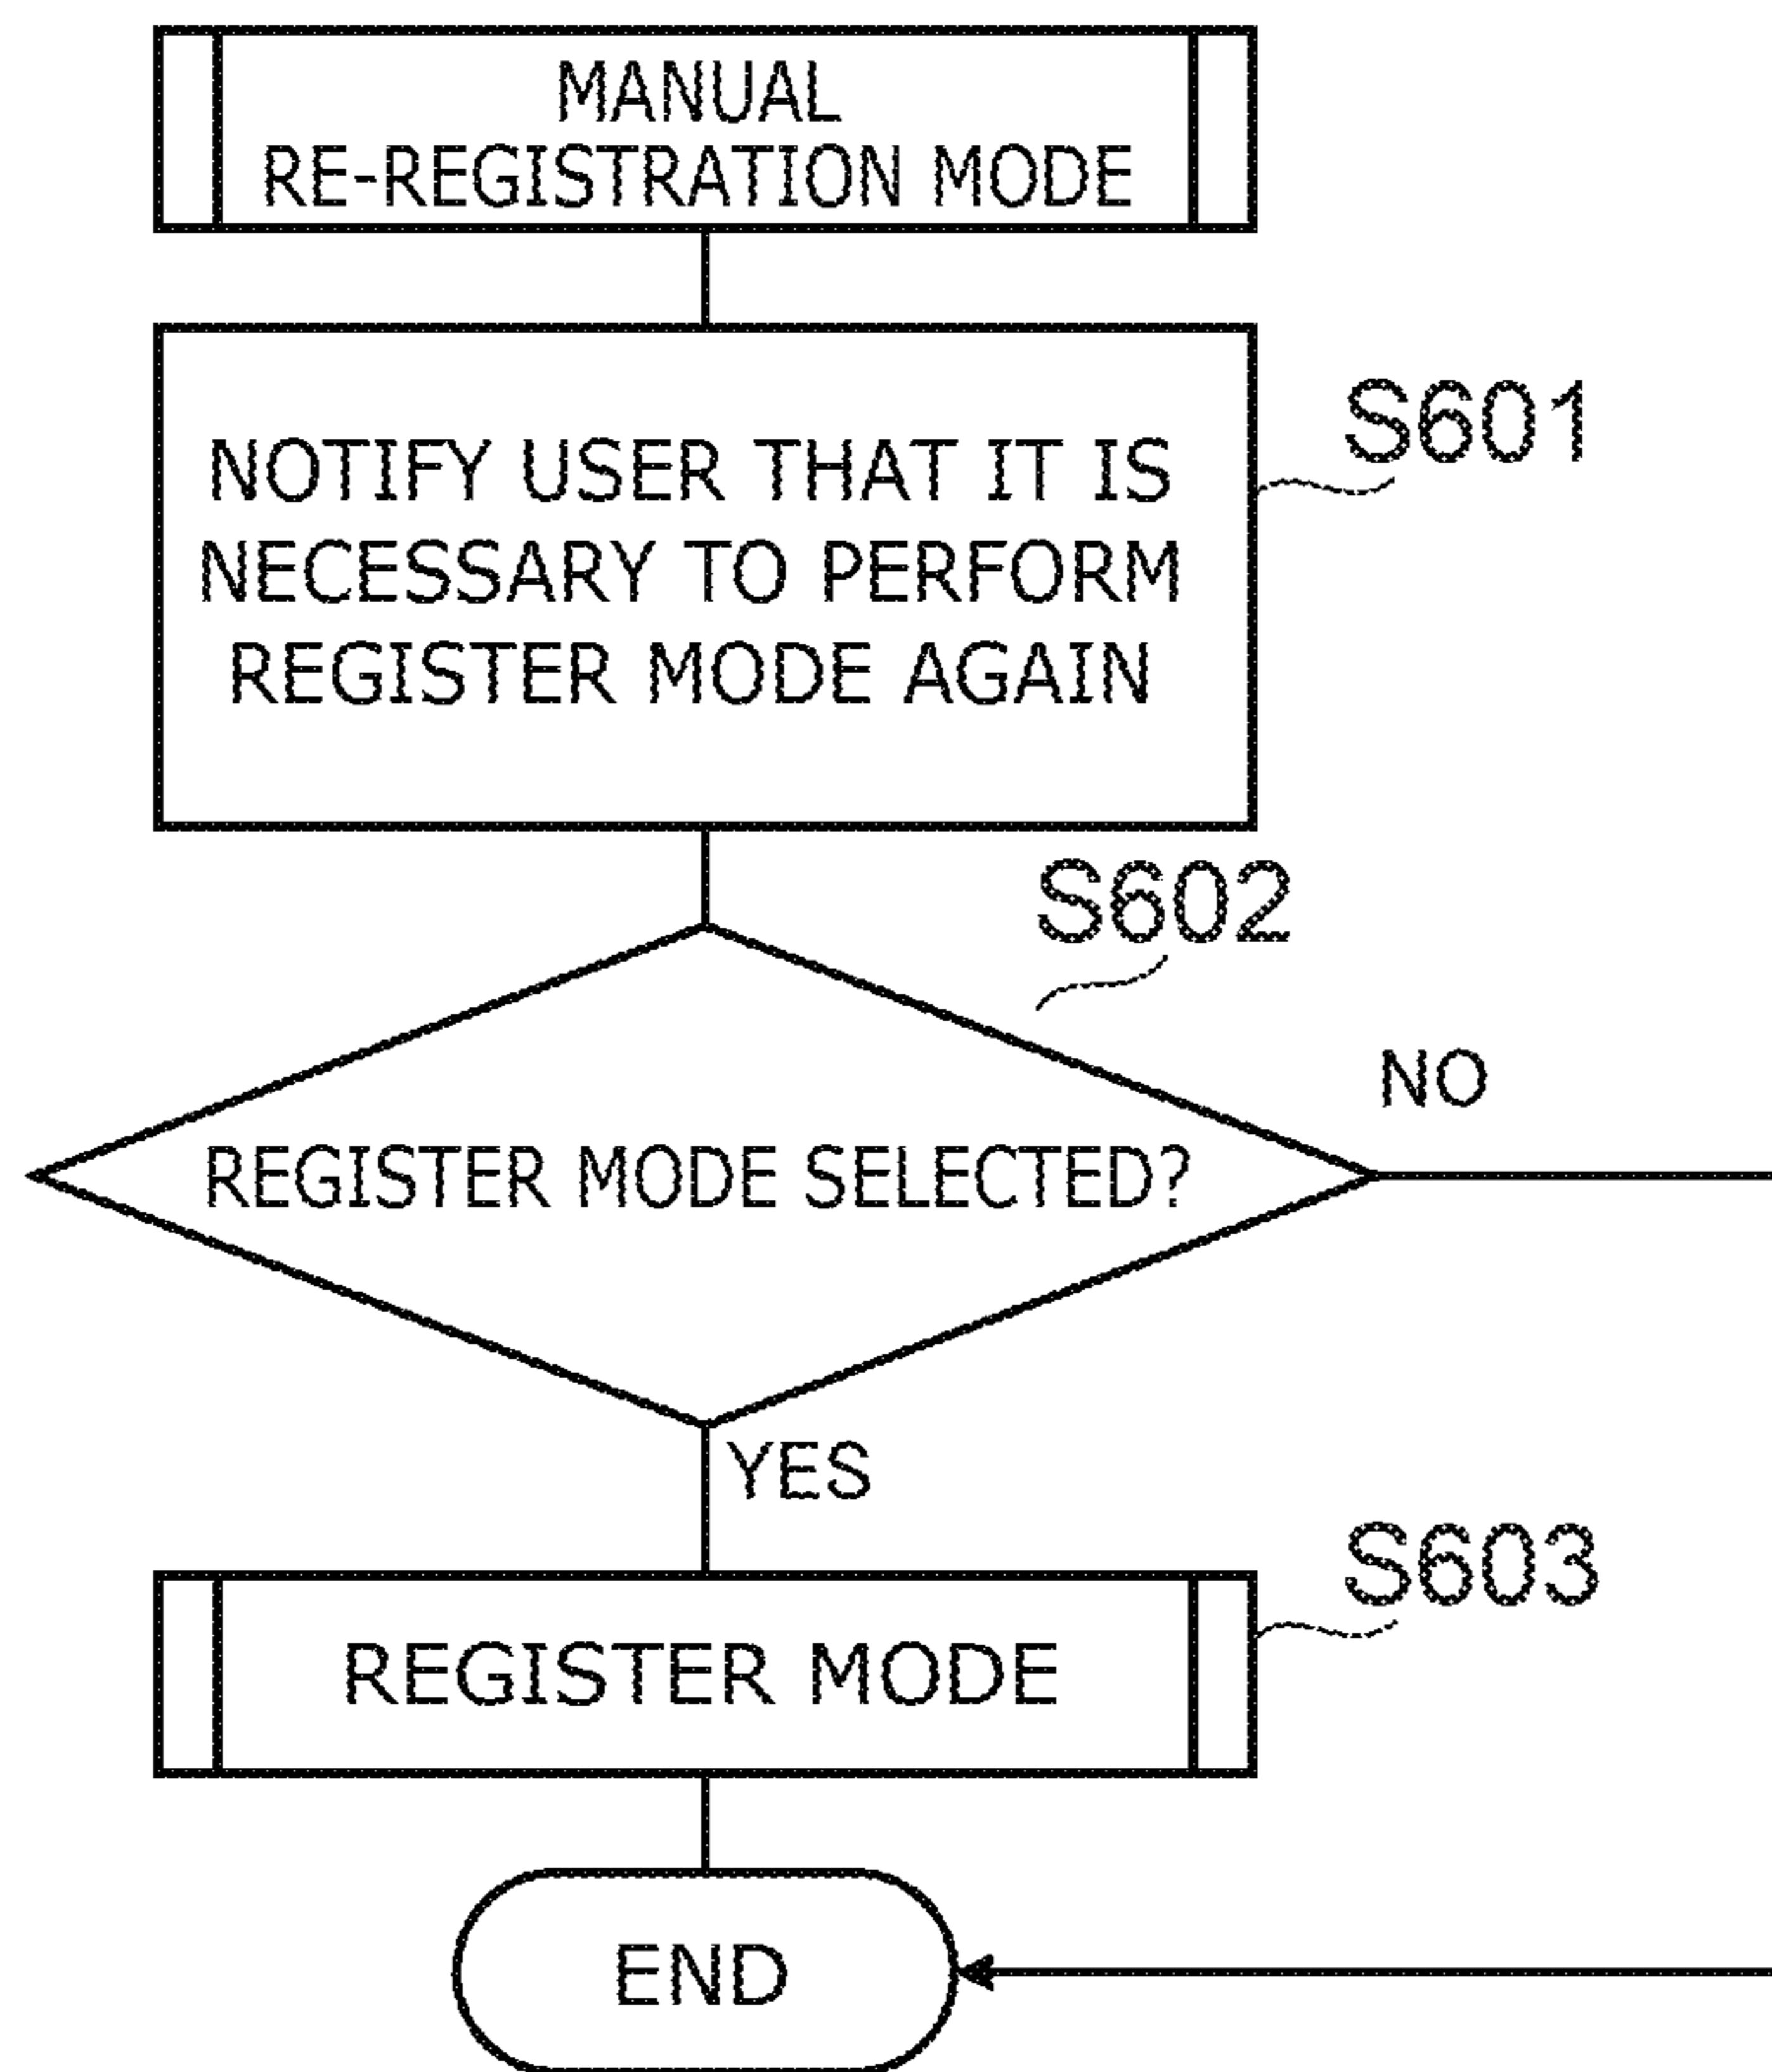 MANUAL
RE-REGISTRATION MODE
S601
NOTIFY USER THAT IT IS
NECESSARY TO PERFORM
REGISTER MODE AGAIN
S602
NO
REGISTER MODE SELECTED?
YES
S603
REGISTER MODE
END